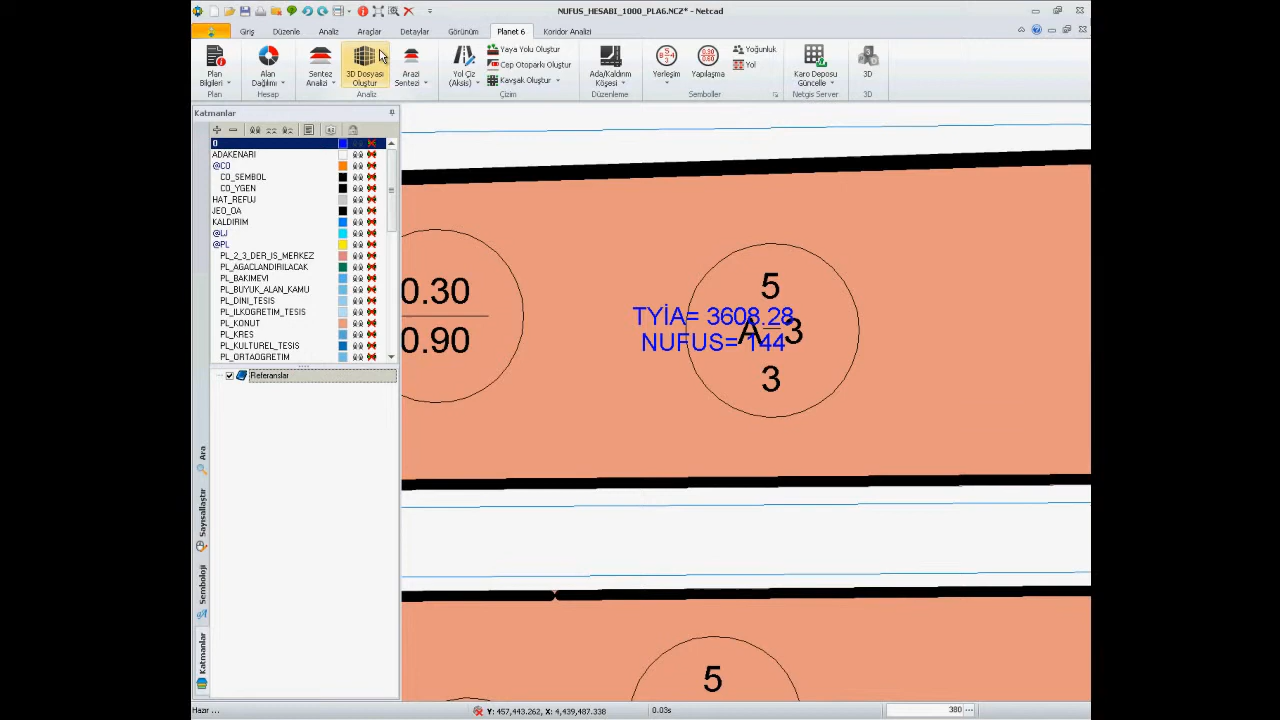 NUFUS_HESABI_1000_PLA6.NCZ* - Netcad
Giriş
Düzenle
Analiz
Araçlar
Detaylar
Görünüm
Planet 6
Koridor Analizi
Plan Bilgileri
Plan
Alan Dağılımı
Hesap
Sentez Analizi
3D Dosyası Oluştur
Arazi Sentezi
Analiz
Yol Çiz (Aksis)
Yaya Yolu Oluştur
Cep Otoparkı Oluştur
Kavşak Oluştur
Çizim
Ada/Kaldırım Köşesi
Düzenleme
Yerleşim
Yapılaşma
Yoğunluk
Yol
Semboller
Karo Deposu Güncelle
Netgis Server
3D
3D
Katmanlar
0
ADAKENARI
@CO
CO_SEMBOL
CO_YGEN
HAT_REFUJ
JEO_OA
KALDIRIM
@LJ
@PL
PL_2_3_DER_IS_MERKEZ
PL_AGACLANDIRILACAK
PL_BAKIMEVI
PL_BUYUK_ALAN_KAMU
PL_DINI_TESIS
PL_ILKOGRETIM_TESIS
PL_KONUT
PL_KRES
PL_KULTUREL_TESIS
PL_ORTAOGRETIM
Referanslar
Ara
Sayısallaştır
Semboloji
Katmanlar
0.30
0.90
5
TYİA= 3608.28
A 3
NUFUS= 144
3
5
Hazır ...
Y: 457,443.262, X: 4,439,487.338
0.03s
380